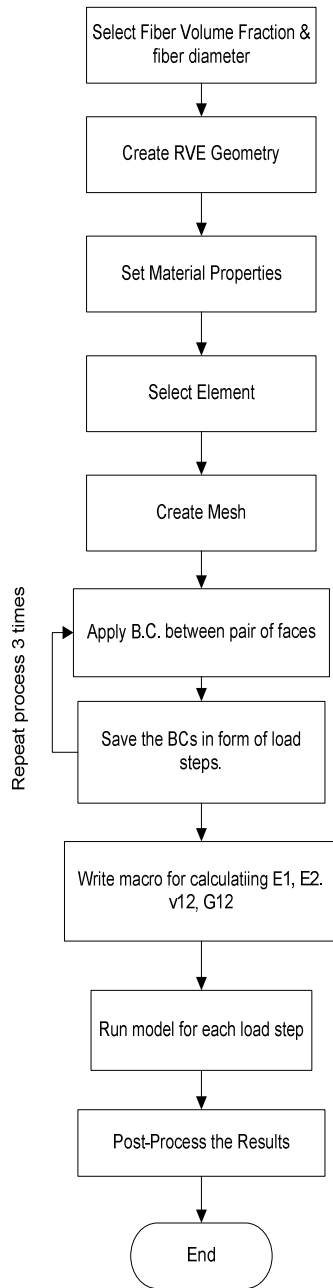 Select Fiber Volume Fraction &
fiber diameter
Create RVE Geometry
Set Material Properties
Select Element
Create Mesh
Repeat process 3 times
Apply B.C. between pair of faces
Save the BCs in form of load
steps.
Write macro for calculatiing E1, E2.
v12, G12
Run model for each load step
Post-Process the Results
End